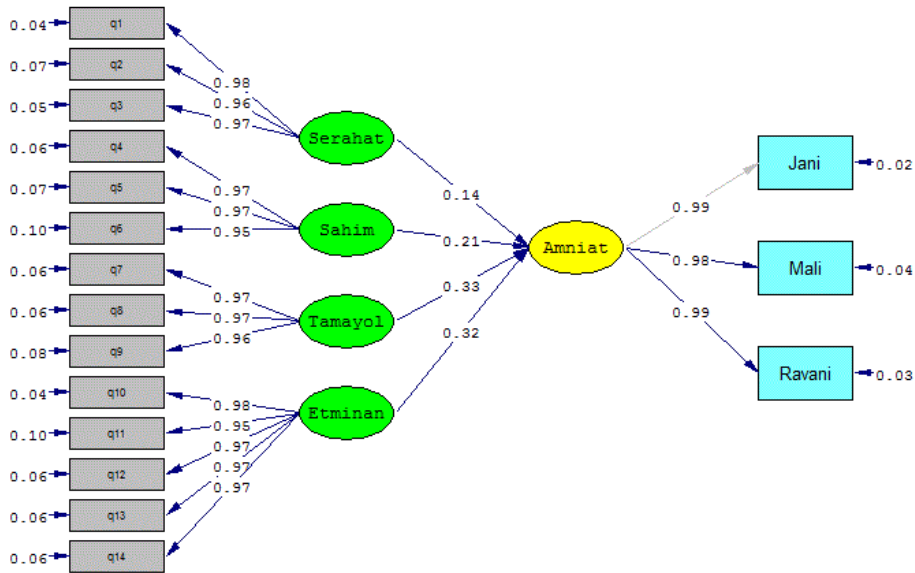 0.04 q1
0.07 q2
0.05 q3
0.06 q4
0.07 q5
0.10 q6
0.06 q7
0.06 q8
0.08 q9
0.04 q10
0.10 q11
0.06 q12
0.06 q13
0.06 q14
0.98
0.96
0.97
0.97
0.97
0.95
0.97
0.97
0.96
0.98
0.95
0.97
0.97
0.97
Serahat
Sahim
Tamayol
Etminan
0.14
0.21
0.33
0.32
Amniat
0.99
0.98
0.99
Jani 0.02
Mali 0.04
Ravani 0.03